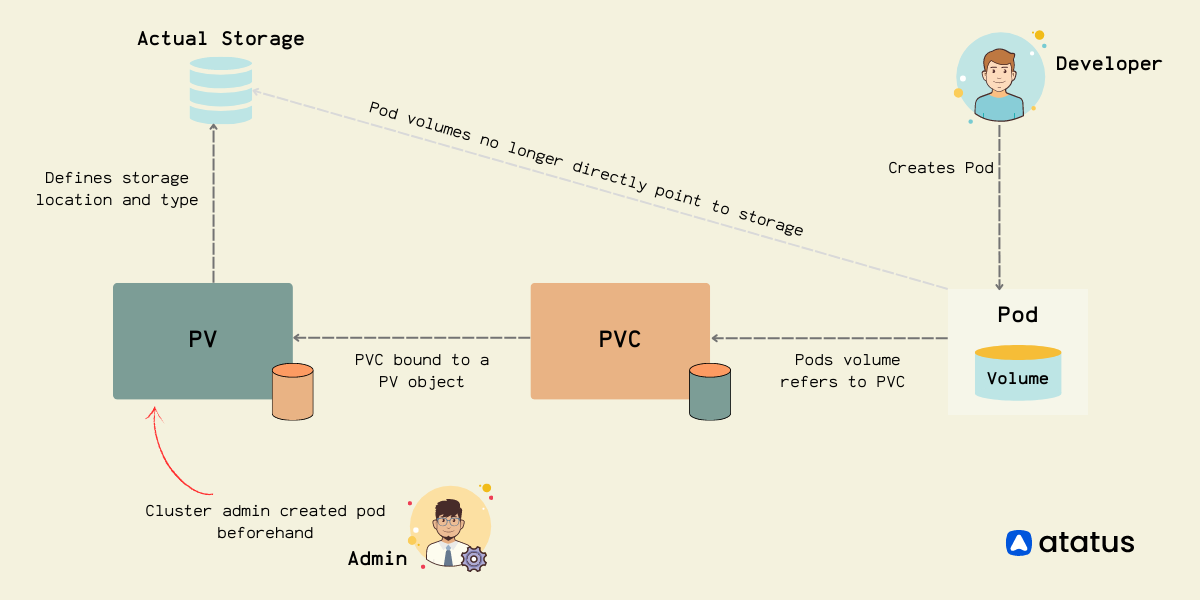 Actual Storage
Developer
Pod volumes no longer directly point to storage
Creates Pod
Defines storage
location and type
PV
PVC
Pod
Volume
PVC bound to a
PV object
Pods volume
refers to PVC
Cluster admin created pod
beforehand
Admin
atatus